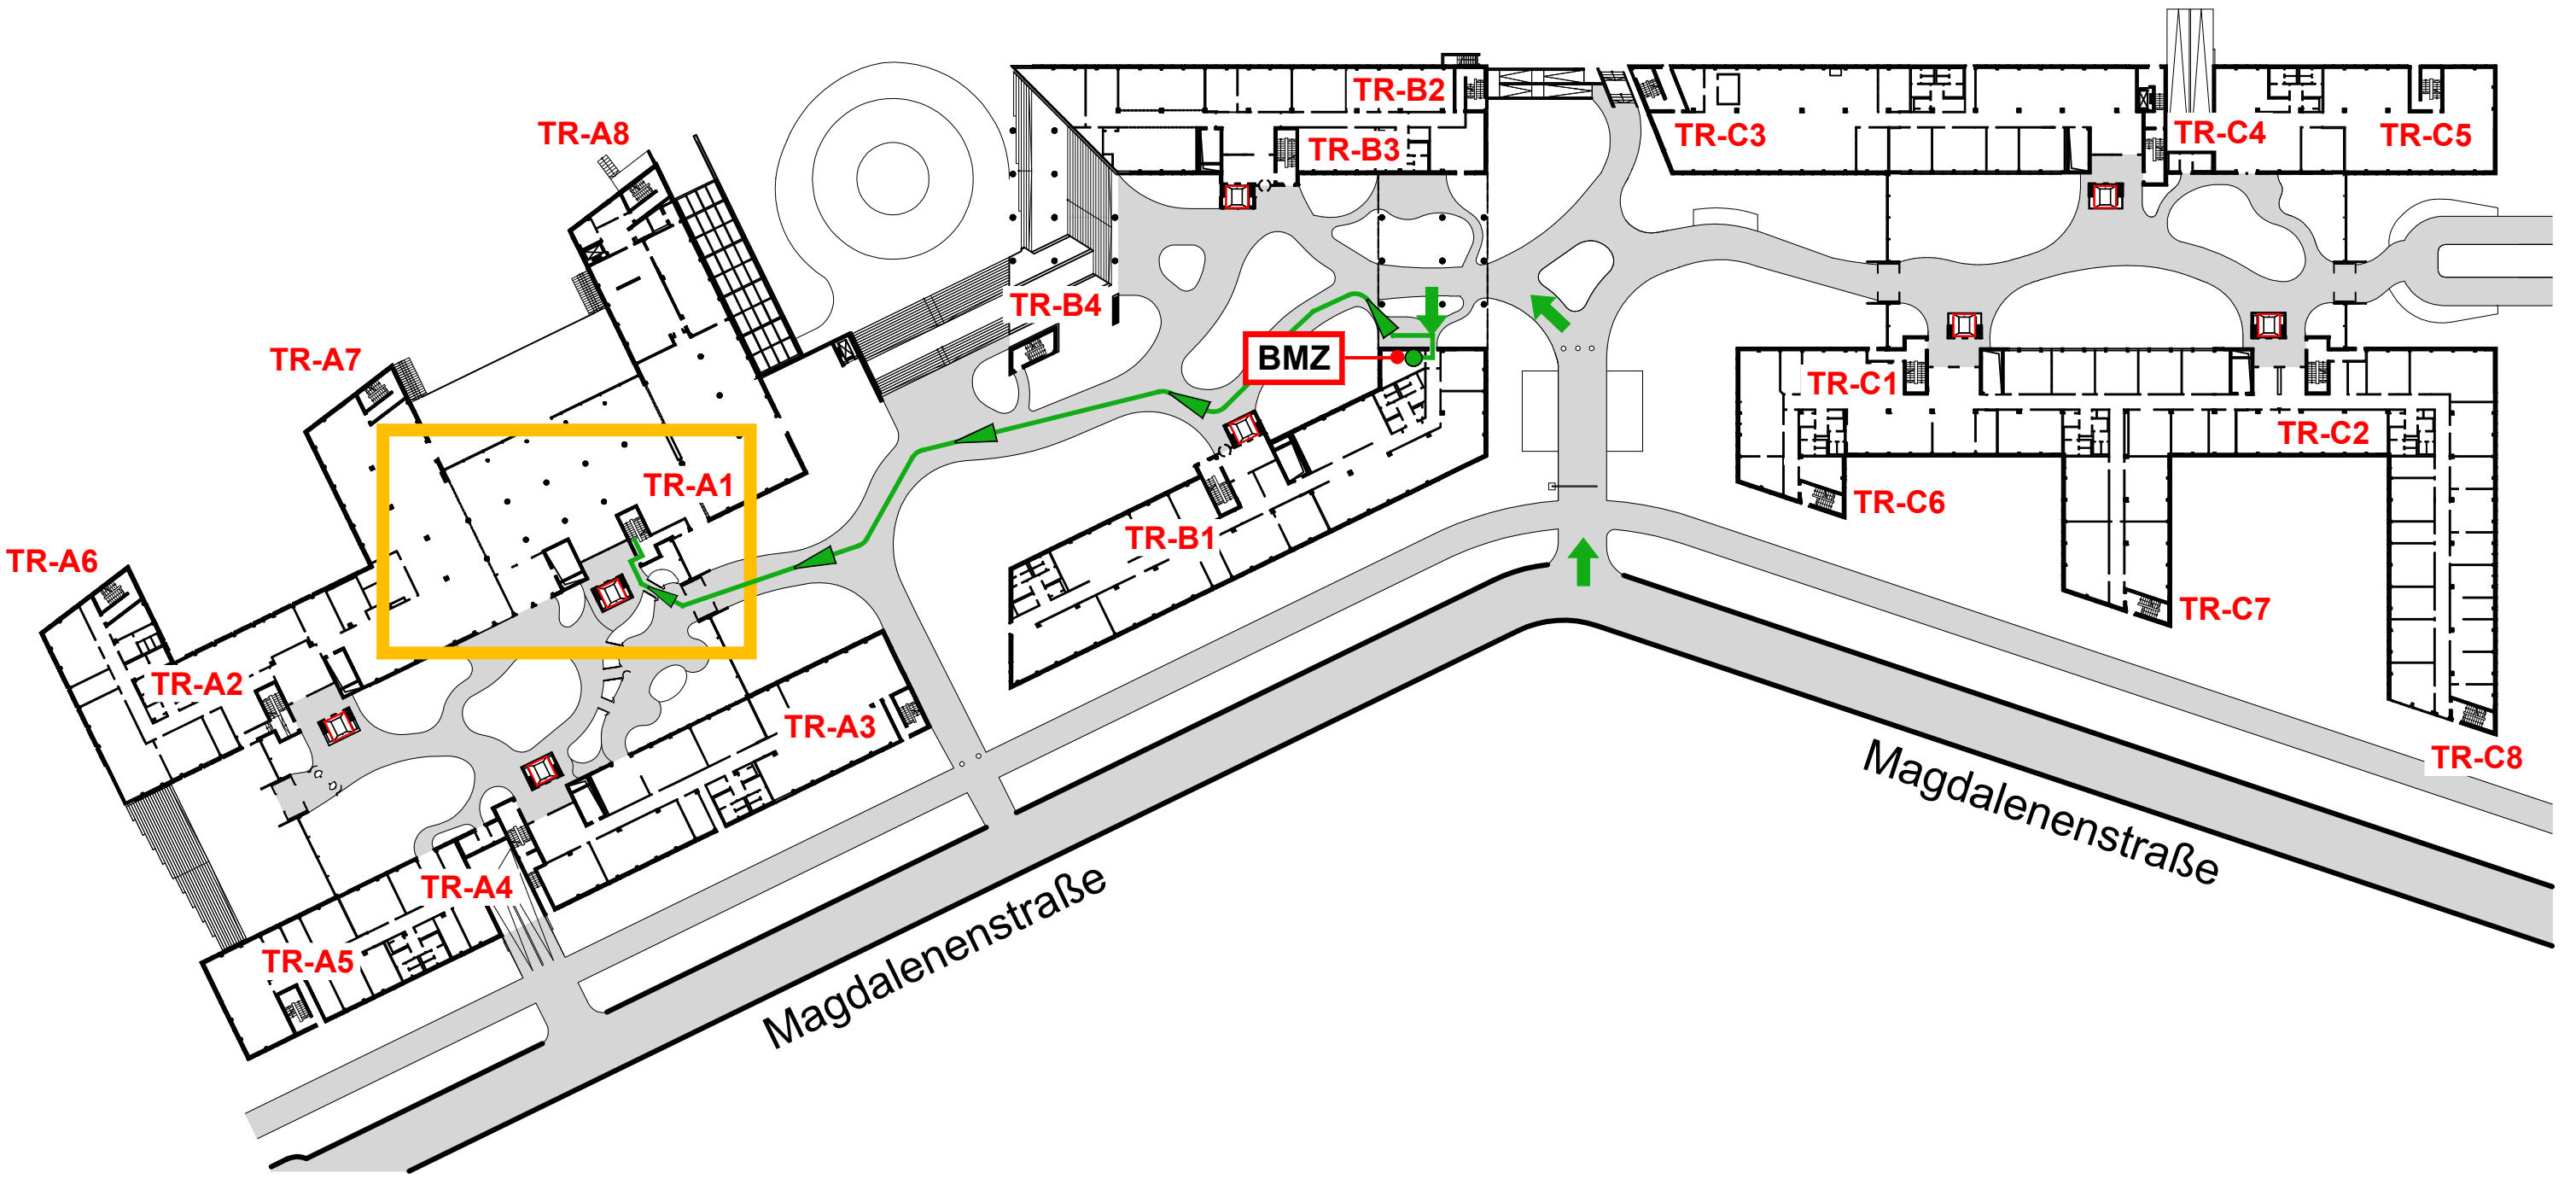 TR-B2
TR-A8
TR-C3
TR-C4
TR-C5
TR-B3
TR-B4
TR-A7
BMZ
TR-C1
TR-C2
TR-A1
TR-C6
TR-B1
TR-A6
TR-C7
TR-A2
TR-A3
TR-C8
Magdalenenstraße
TR-A4
Magdalenenstraße
TR-A5